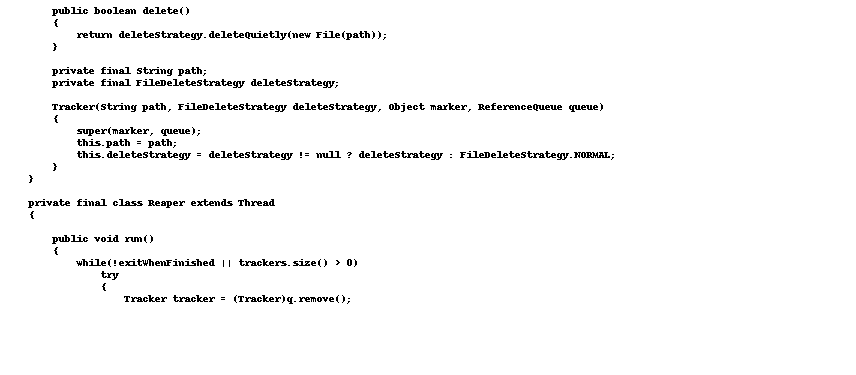 public boolean delete()
{
return deleteStrategy.deleteQuietly(new File(path));
}
private final String path;
private final FileDeleteStrategy deleteStrategy;
Tracker(String path, FileDeleteStrategy deleteStrategy, Object marker, ReferenceQueue queue)
{
super(marker, queue);
this.path = path;
this.deleteStrategy = deleteStrategy != null ? deleteStrategy : FileDeleteStrategy.NORMAL;
}
}
private final class Reaper extends Thread
{
public void run()
{
while(!exitWhenFinished || trackers.size() > 0)
try
{
Tracker tracker = (Tracker)q.remove();